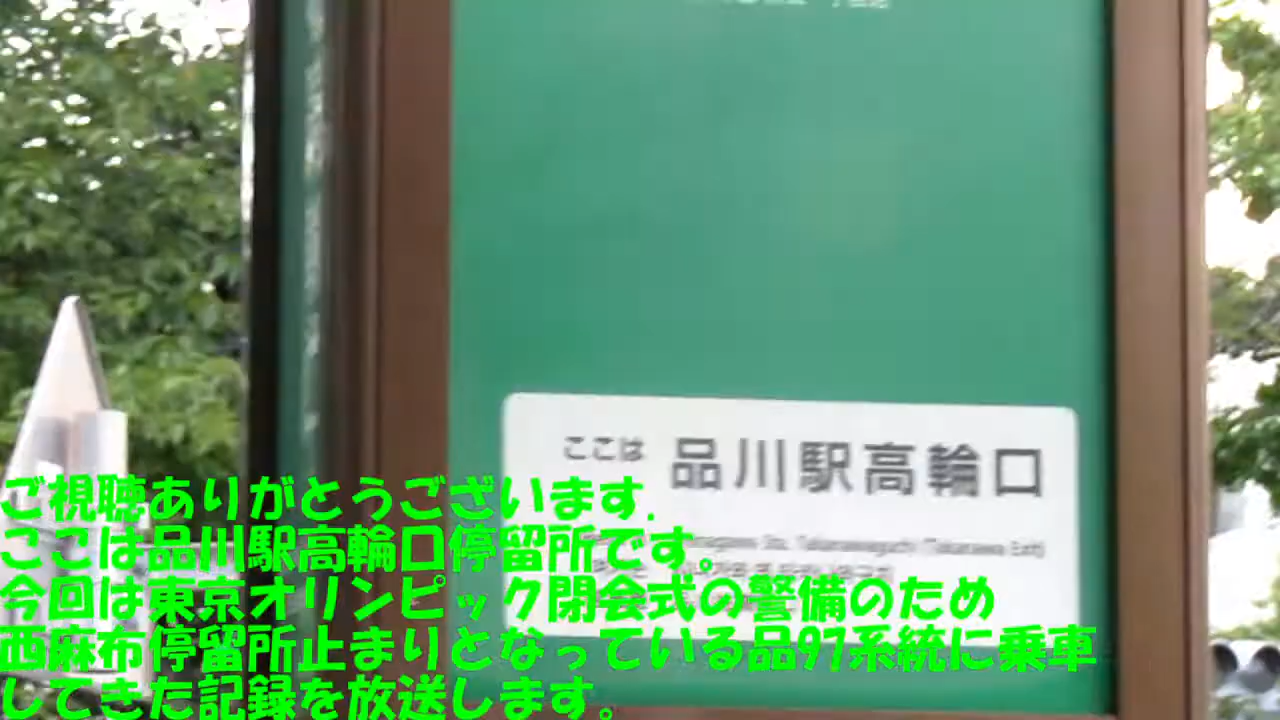 ここは 品川駅高輪口
ご視聴ありがとうございます.
ここは品川駅高輪口停留所です。
今回は東京オリンピック閉会式の警備のため
西麻布停留所止まりとなっている品97系統に乗車
してきた記録を放送します。